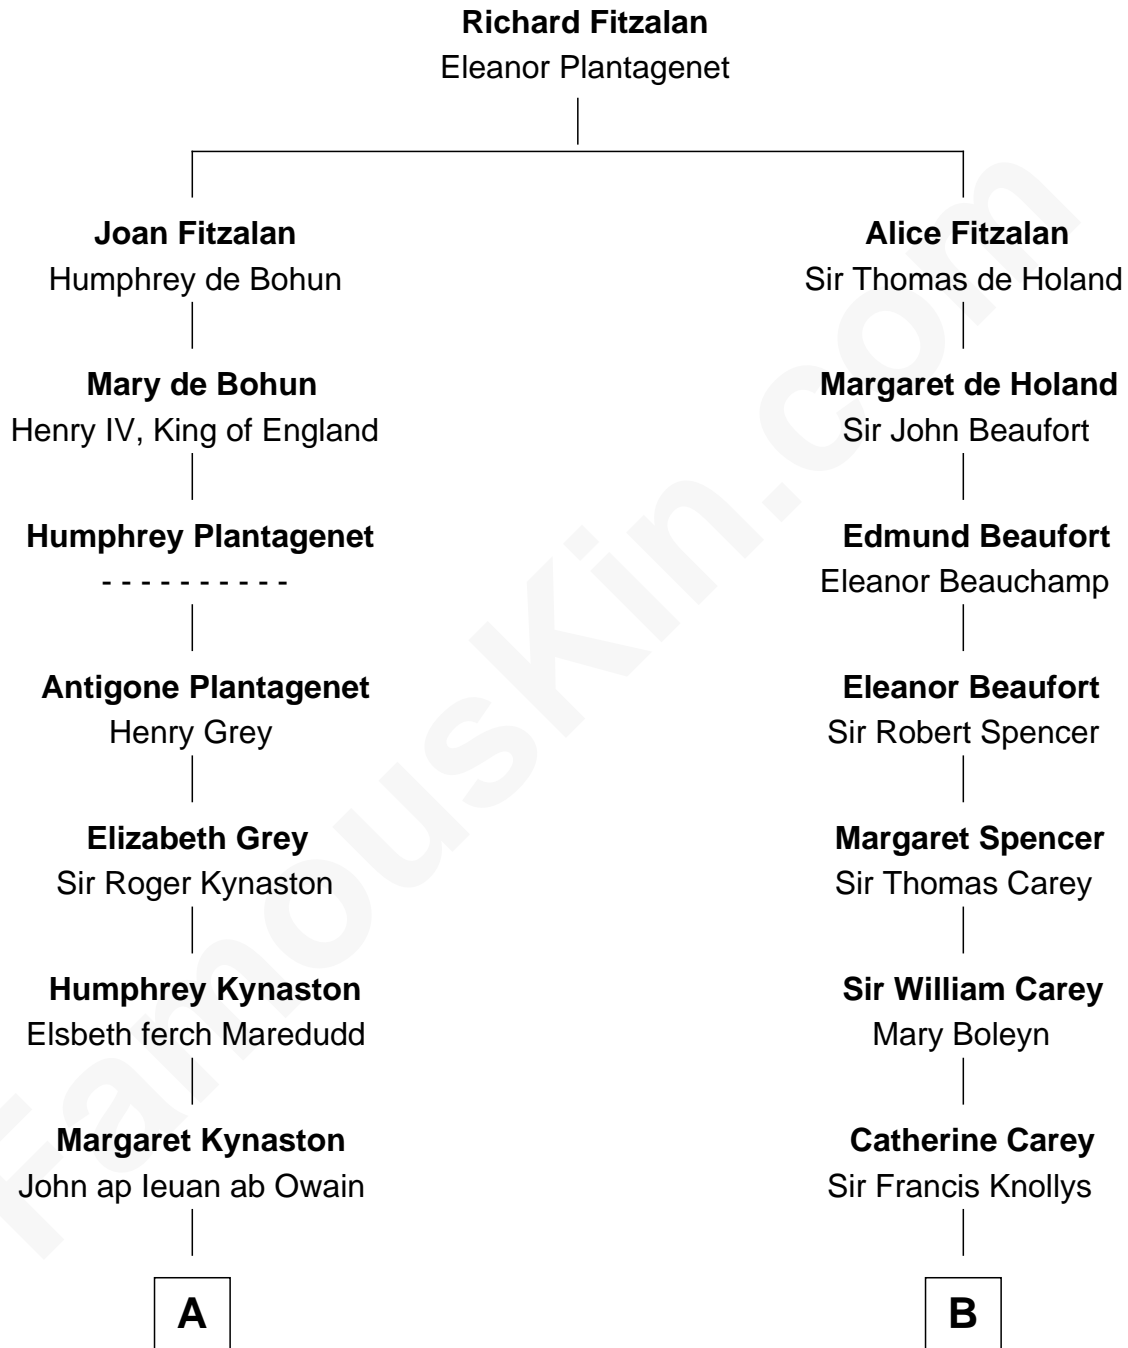 Richard Fitzalan
Eleanor Plantagenet
Joan Fitzalan
Humphrey de Bohun
Alice Fitzalan
Sir Thomas de Holand
Mary de Bohun
Henry IV, King of England
Margaret de Holand
Sir John Beaufort
Humphrey Plantagenet
- - - - - - - - - -
Edmund Beaufort
Eleanor Beauchamp
Antigone Plantagenet
Henry Grey
Eleanor Beaufort
Sir Robert Spencer
Elizabeth Grey
Sir Roger Kynaston
Margaret Spencer
Sir Thomas Carey
Humphrey Kynaston
Elsbeth ferch Maredudd
Sir William Carey
Mary Boleyn
Margaret Kynaston
John ap Ieuan ab Owain
Catherine Carey
Sir Francis Knollys
A
B
FamousKin.com